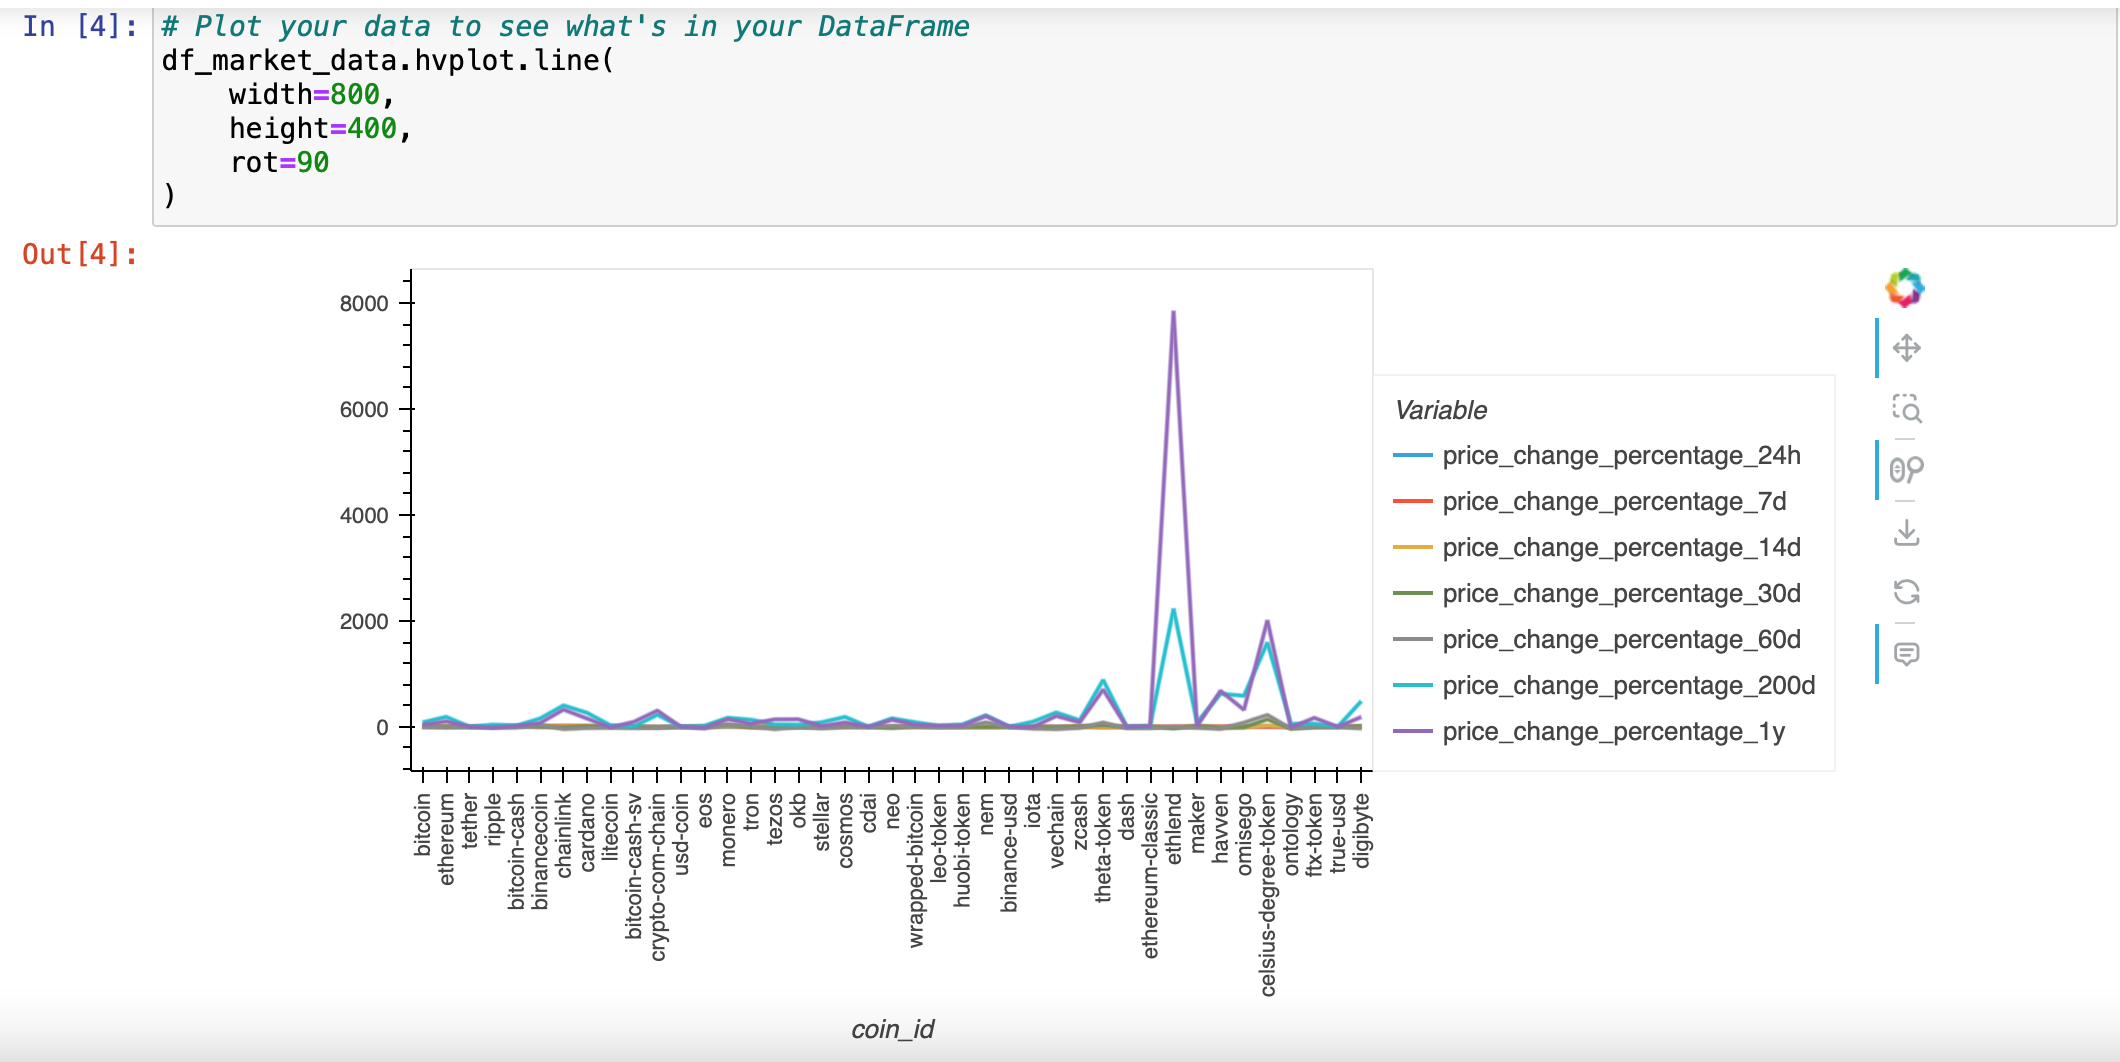 In [4]:
# Plot your data to see what's in your DataFrame
df_market_data.hvplot.line(
    width=800,
    height=400,
    rot=90
)
Out[4]:
8000
6000
4000
2000
0
Variable
price_change_percentage_24h
price_change_percentage_7d
price_change_percentage_14d
price_change_percentage_30d
price_change_percentage_60d
price_change_percentage_200d
price_change_percentage_1y
bitcoin
ethereum
tether
ripple
bitcoin-cash
binancecoin
chainlink
cardano
litecoin
bitcoin-cash-sv
crypto-com-chain
usd-coin
eos
monero
tron
tezos
okb
stellar
cosmos
cdai
neo
wrapped-bitcoin
leo-token
huobi-token
nem
binance-usd
iota
vechain
zcash
theta-token
dash
ethereum-classic
ethlend
maker
havven
omisego
celsius-degree-token
ontology
ftx-token
true-usd
digibyte
coin_id